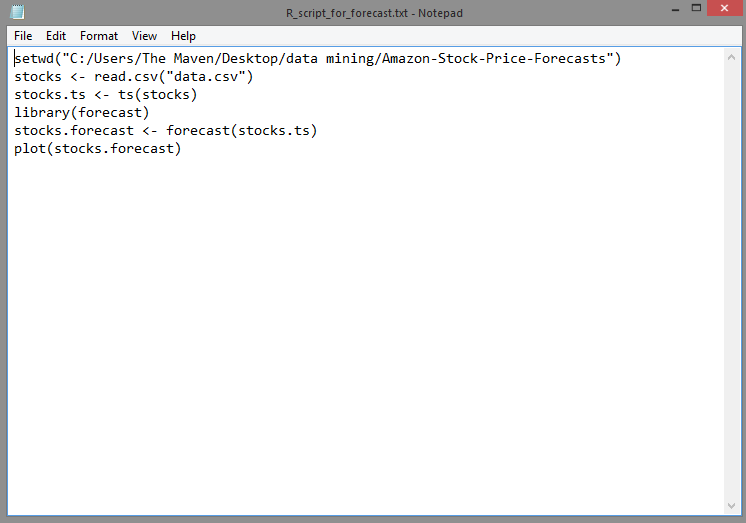 R_script_for_forecast.txt - Notepad
File Edit Format View Help
setwd("C:/Users/The Maven/Desktop/data mining/Amazon-Stock-Price-Forecasts")
stocks <- read.csv("data.csv")
stocks.ts <- ts(stocks)
library(forecast)
stocks.forecast <- forecast(stocks.ts)
plot(stocks.forecast)